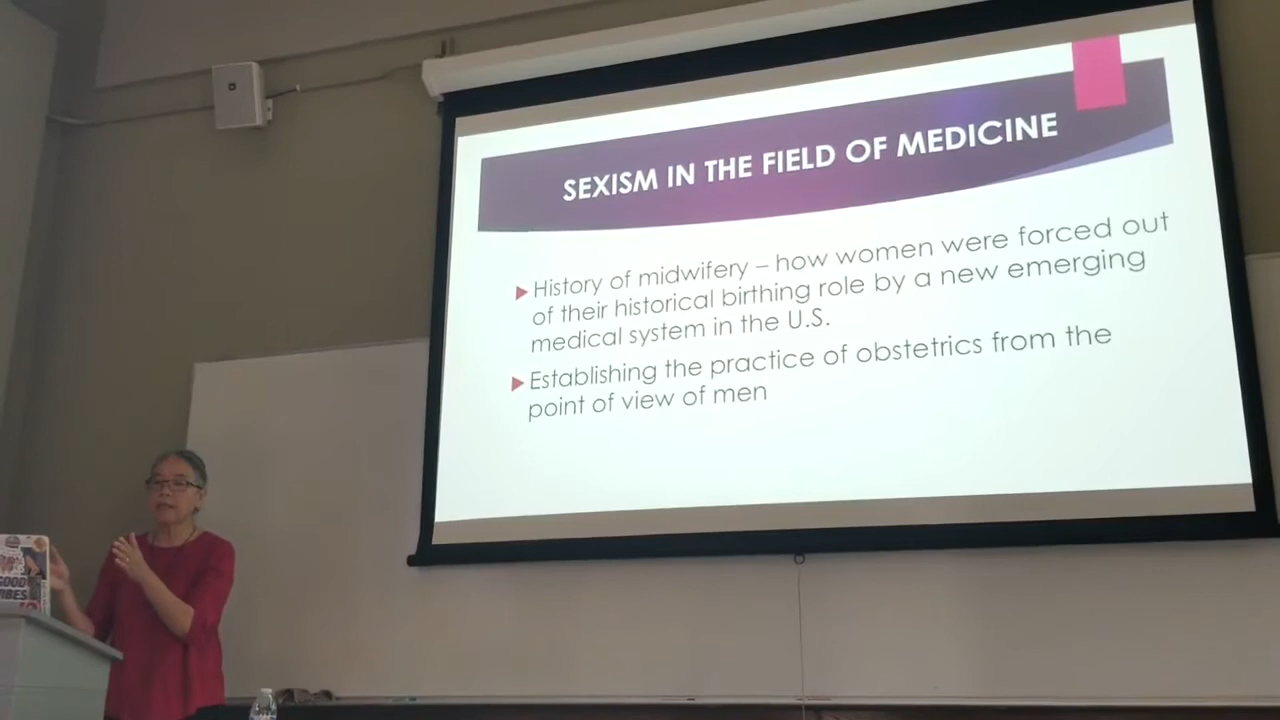 SEXISM IN THE FIELD OF MEDICINE
History of midwifery – how women were forced out
of their historical birthing role by a new emerging
medical system in the U.S.
Establishing the practice of obstetrics from the
point of view of men
GOOD